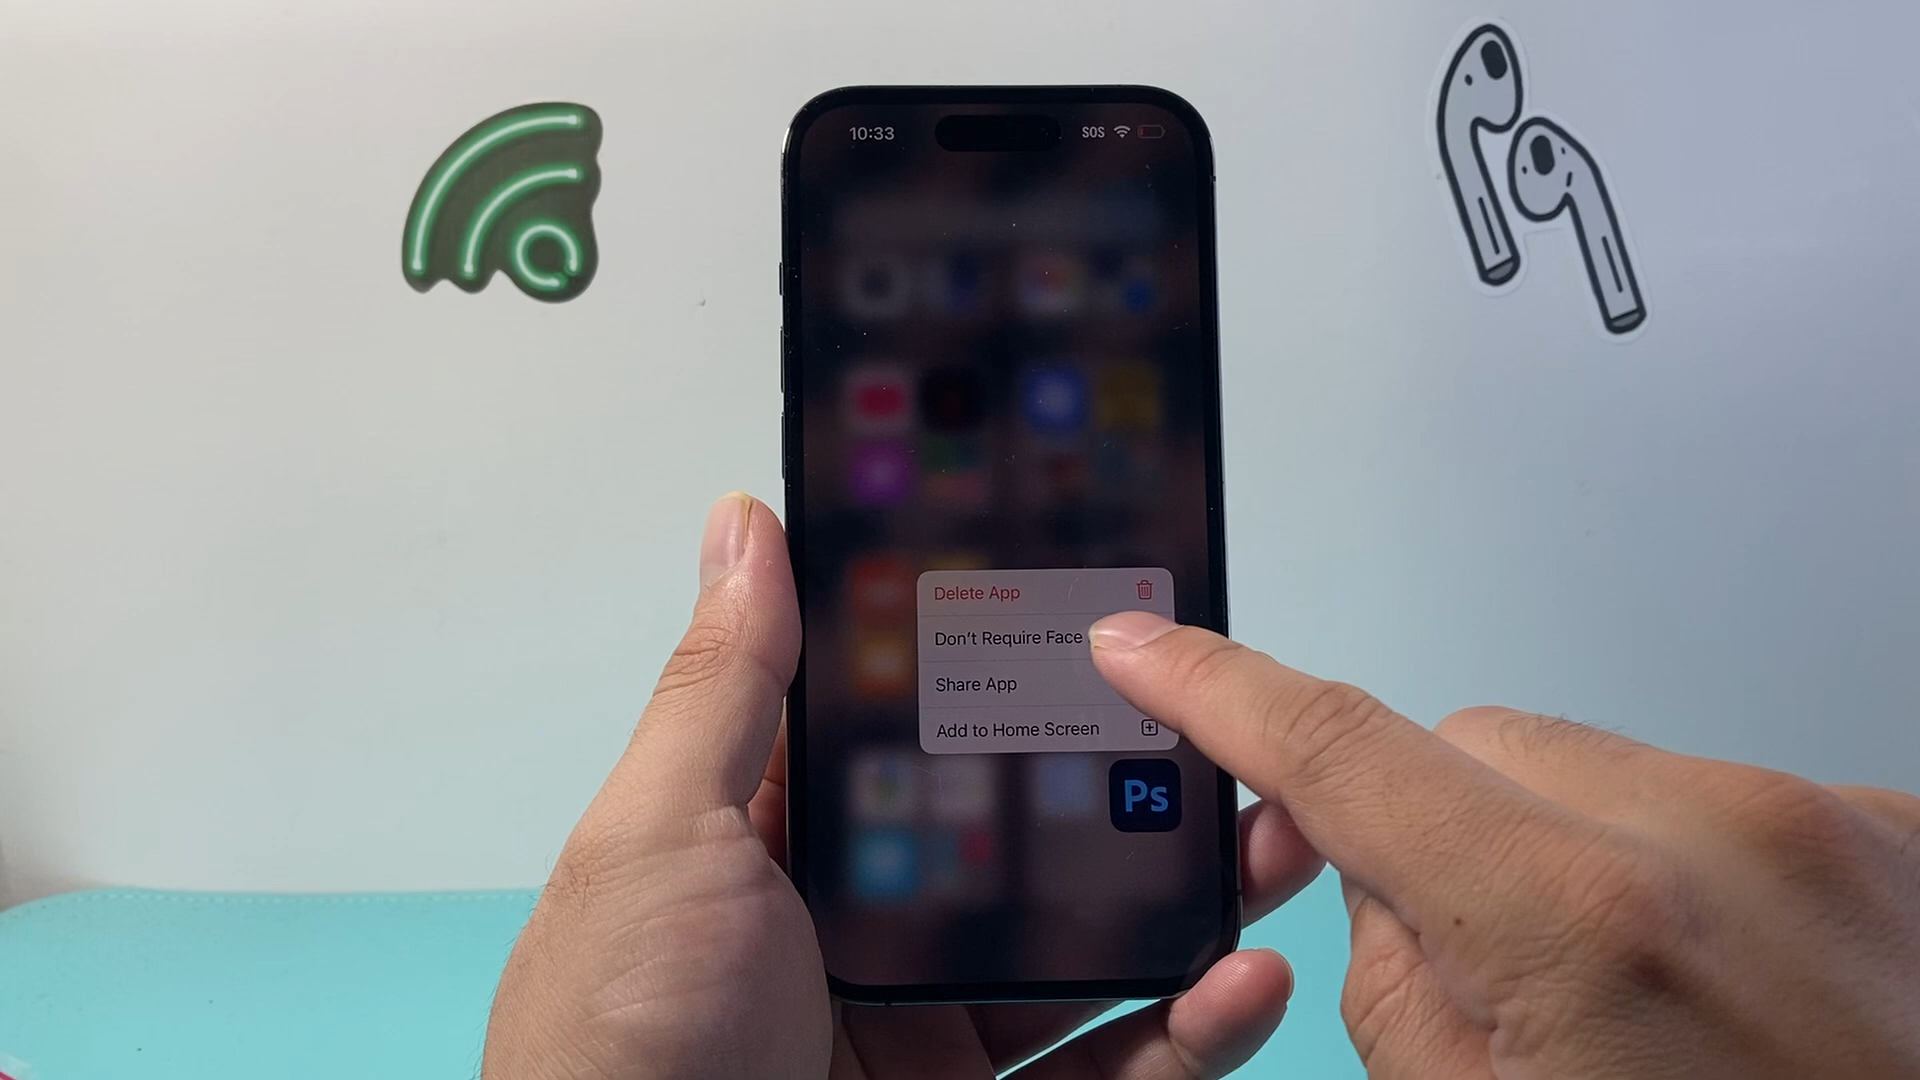 10:33 SOS
Delete App
Don't Require Face
Share App
Add to Home Screen
Ps